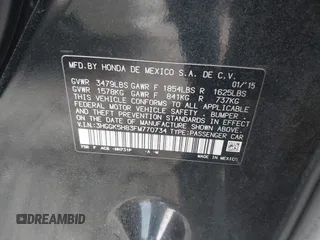 MFD.BY HONDA DE MEXICO S.A. DE C.V.
01/'15
GVWR 3479LBS GAWR F 1854LBS R 1625LBS
GVWR 1578KG GAWR F 841KG R 737KG
THIS VEHICLE CONFORMS TO ALL APPLICABLE
FEDERAL MOTOR VEHICLE SAFETY, BUMPER,
AND THEFT PREVENTION STANDARDS IN EFFECT ON THE
DATE OF MANUFACTURE SHOWN ABOVE.
V.I.N.: 3HGGK5H83FM770734 TYPE:PASSENGER CAR
MADE IN MEXICO
DREAMBID